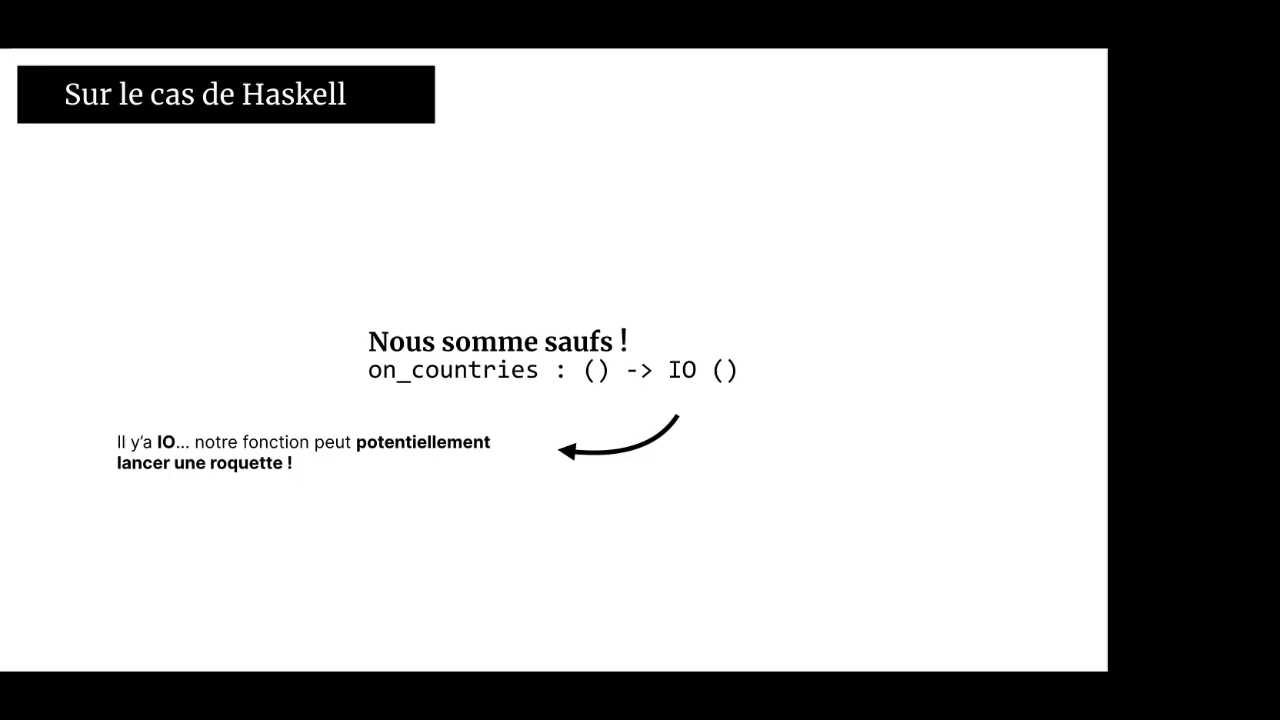 Sur le cas de Haskell
Nous somme saufs !
on_countries : () -> IO ()
Il y'a IO... notre fonction peut potentiellement
lancer une roquette !